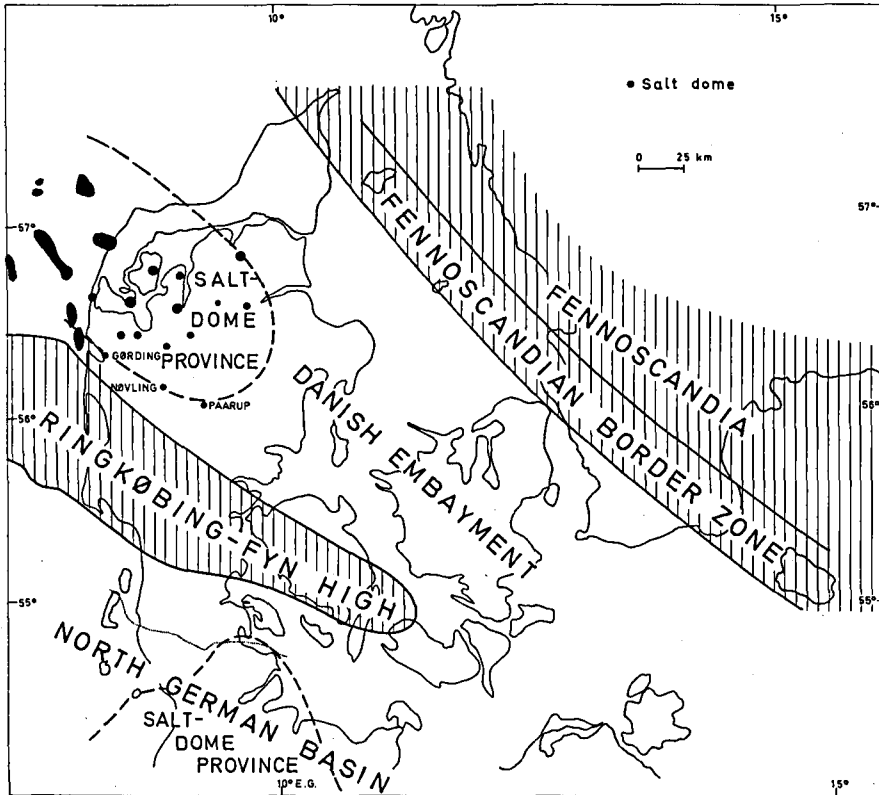 10°
15°
Salt dome
0 25 km
57°
57°
FENNOSCANDIAN BORDER ZONE
FENNOSCANDIA
SALT-
DOME
PROVINCE
GØRDING
NØVLING
PAARUP
56°
56°
DANISH EMBAYMENT
RINGKØBING-FYN HIGH
55°
55°
NORTH GERMAN BASIN
SALT-
DOME
PROVINCE
10° E.G.
15°